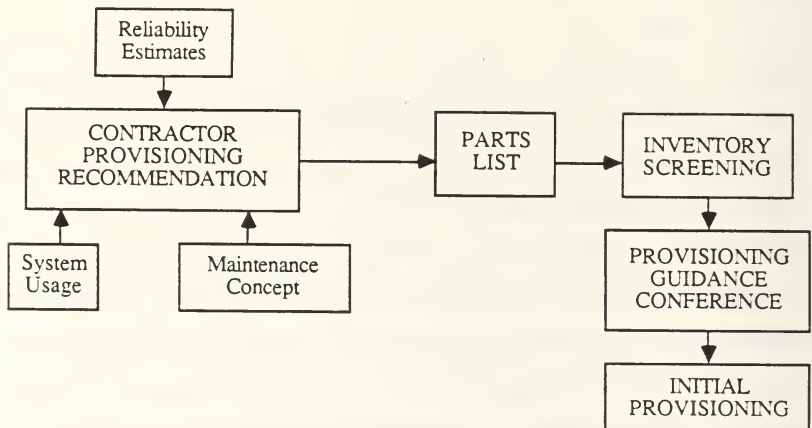 Reliability
Estimates
CONTRACTOR
PROVISIONING
RECOMMENDATION
PARTS
LIST
INVENTORY
SCREENING
System
Usage
Maintenance
Concept
PROVISIONING
GUIDANCE
CONFERENCE
INITIAL
PROVISIONING